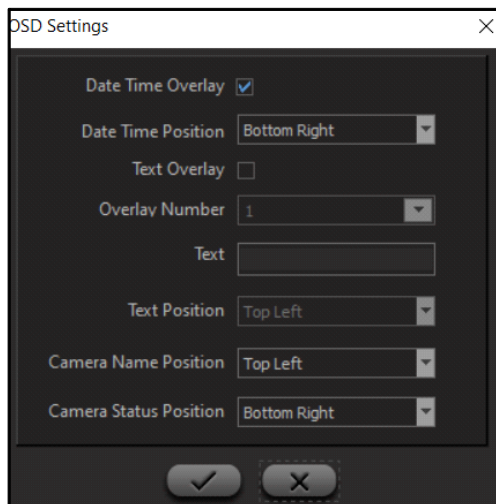 OSD Settings
Date Time Overlay
Date Time Position Bottom Right
Text Overlay
Overlay Number 1
Text
Text Position Top Left
Camera Name Position Top Left
Camera Status Position Bottom Right